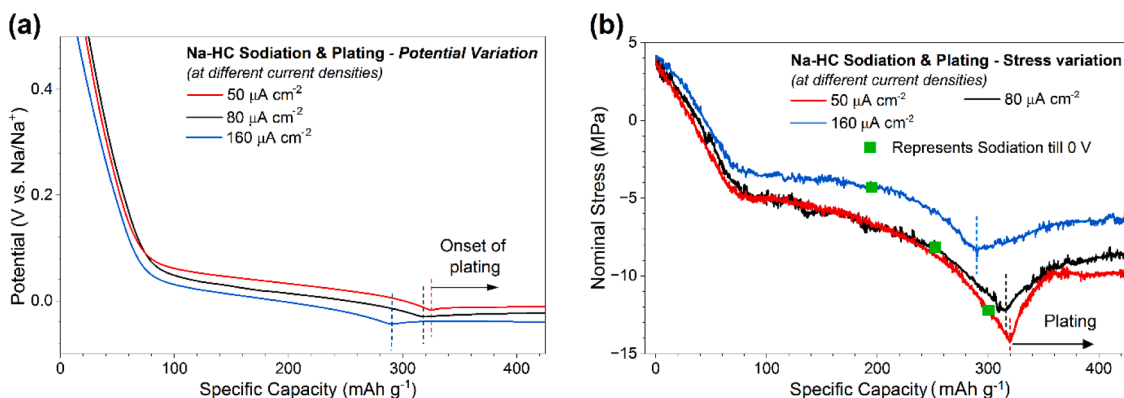 (a)
Na-HC Sodiation & Plating - Potential Variation
(at different current densities)
50 μA cm⁻²
80 μA cm⁻²
160 μA cm⁻²
Onset of
plating
Potential (V vs. Na/Na⁺)
0.4
0.2
0.0
0
100
200
300
400
Specific Capacity (mAh g⁻¹)
(b)
Na-HC Sodiation & Plating - Stress variation
(at different current densities)
50 μA cm⁻² 80 μA cm⁻²
160 μA cm⁻²
Represents Sodiation till 0 V
Plating
Nominal Stress (MPa)
5
0
−5
−10
−15
0
100
200
300
400
Specific Capacity (mAh g⁻¹)